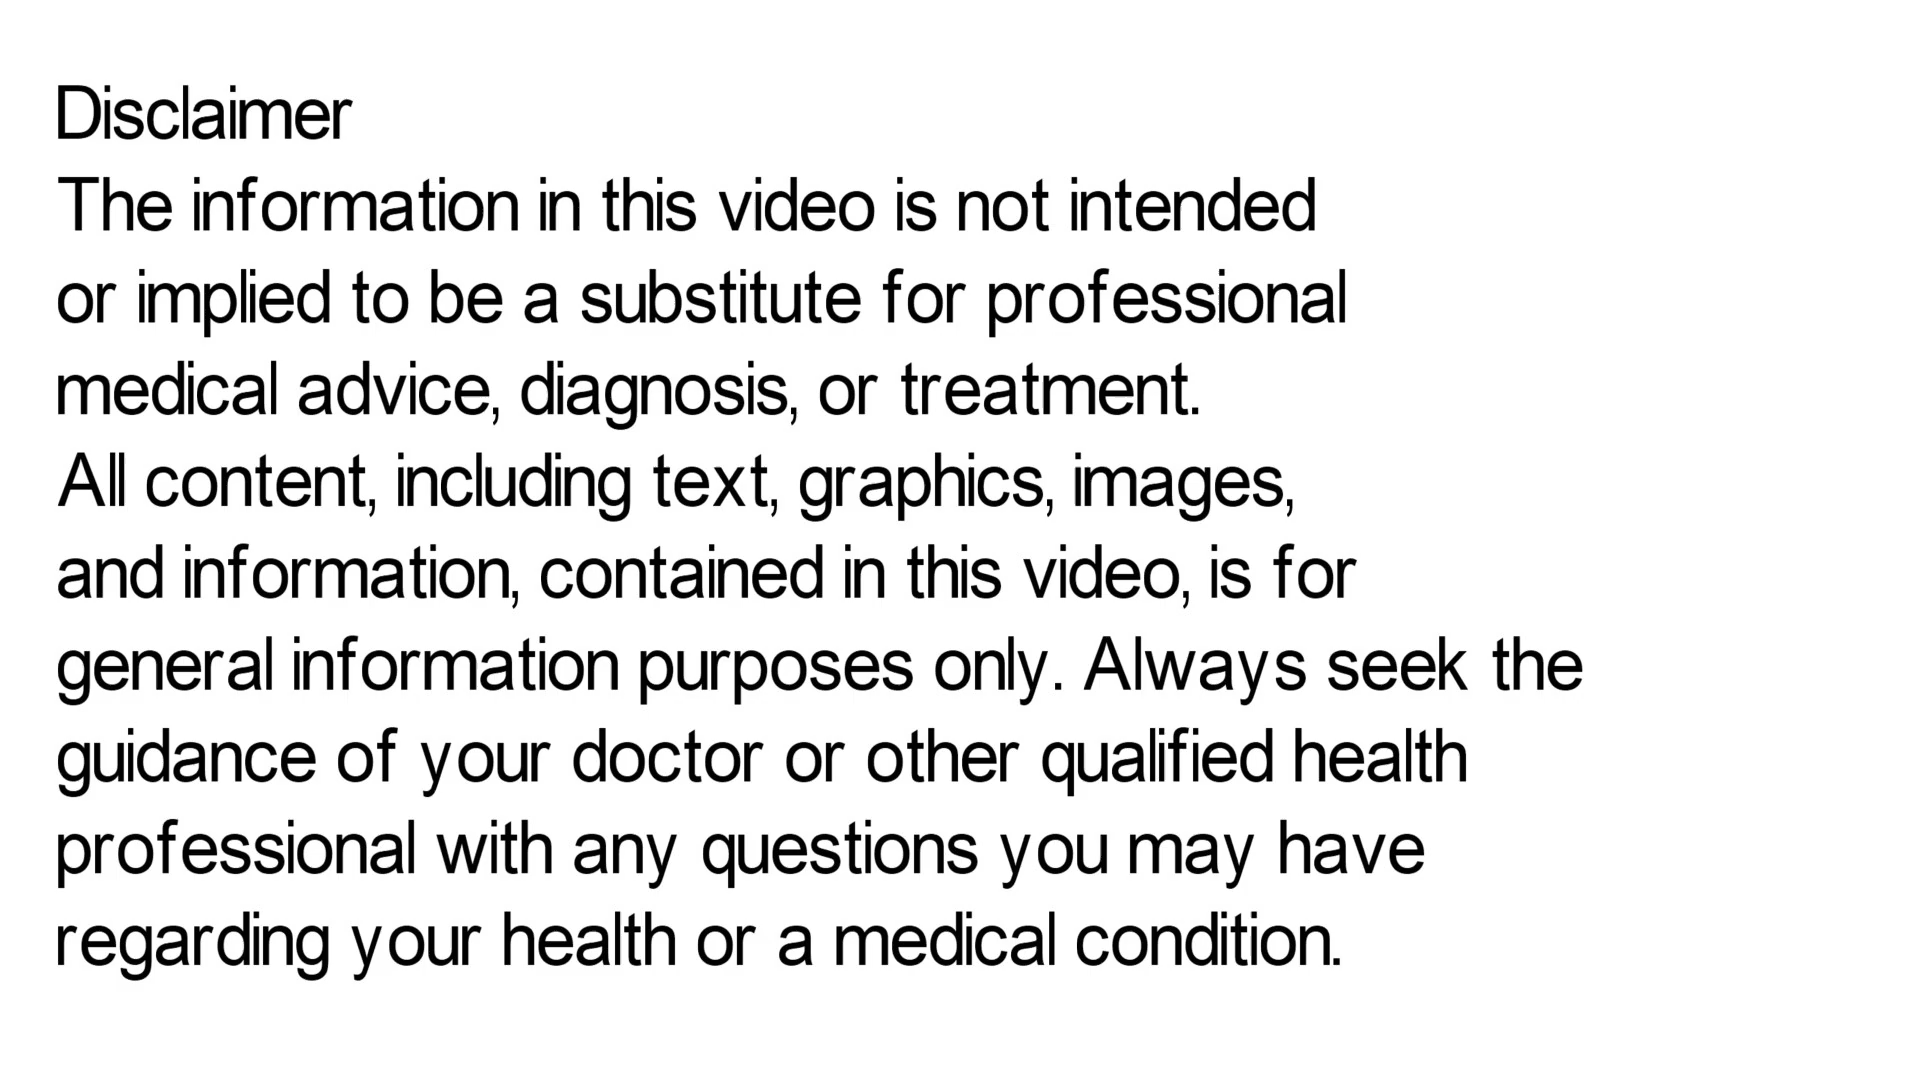 Disclaimer
The information in this video is not intended
or implied to be a substitute for professional
medical advice, diagnosis, or treatment.
All content, including text, graphics, images,
and information, contained in this video, is for
general information purposes only. Always seek the
guidance of your doctor or other qualified health
professional with any questions you may have
regarding your health or a medical condition.